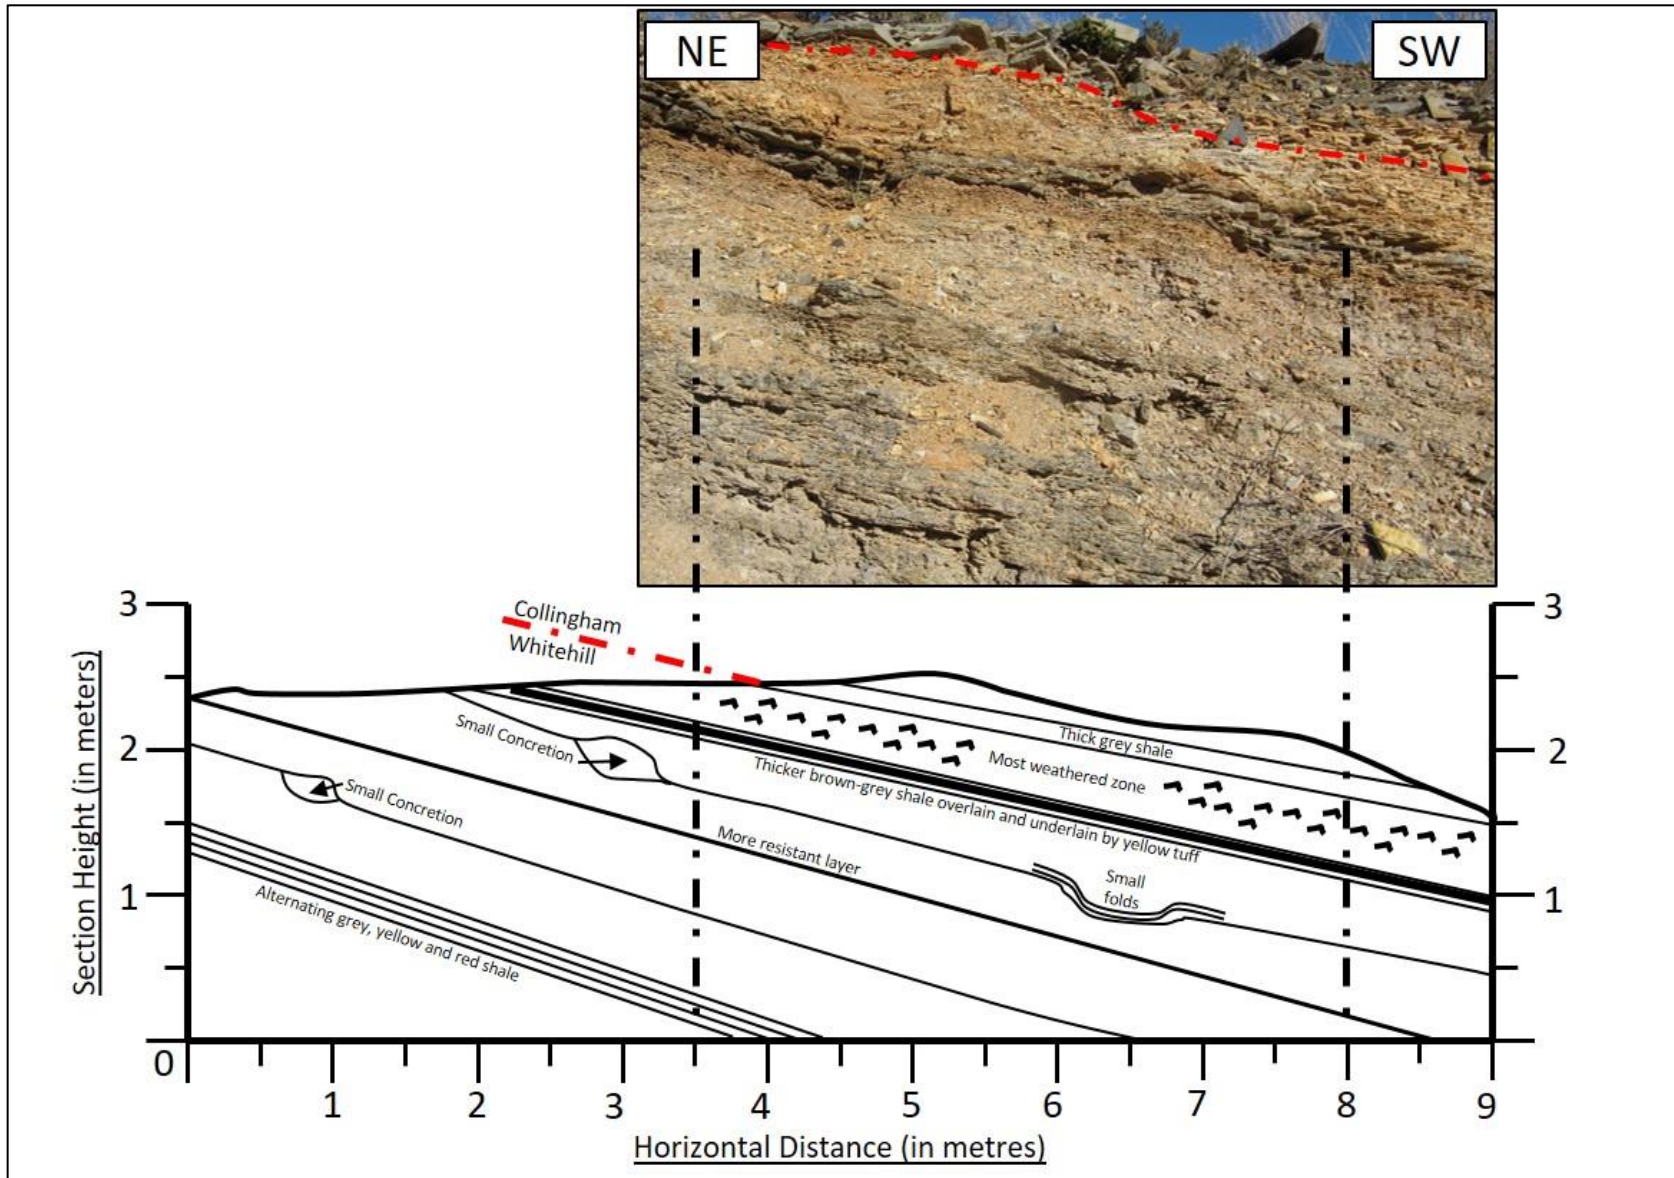 NE
SW
3
3
Collingham
Whitehill
Small Concretion
Thick grey shale
2
2
Most weathered zone
Small Concretion
Thicker brown-grey shale overlain and underlain by yellow tuff
More resistant layer
Small
folds
1
1
Alternating grey, yellow and red shale
Section Height (in meters)
0
1
2
3
4
5
6
7
8
9
Horizontal Distance (in metres)